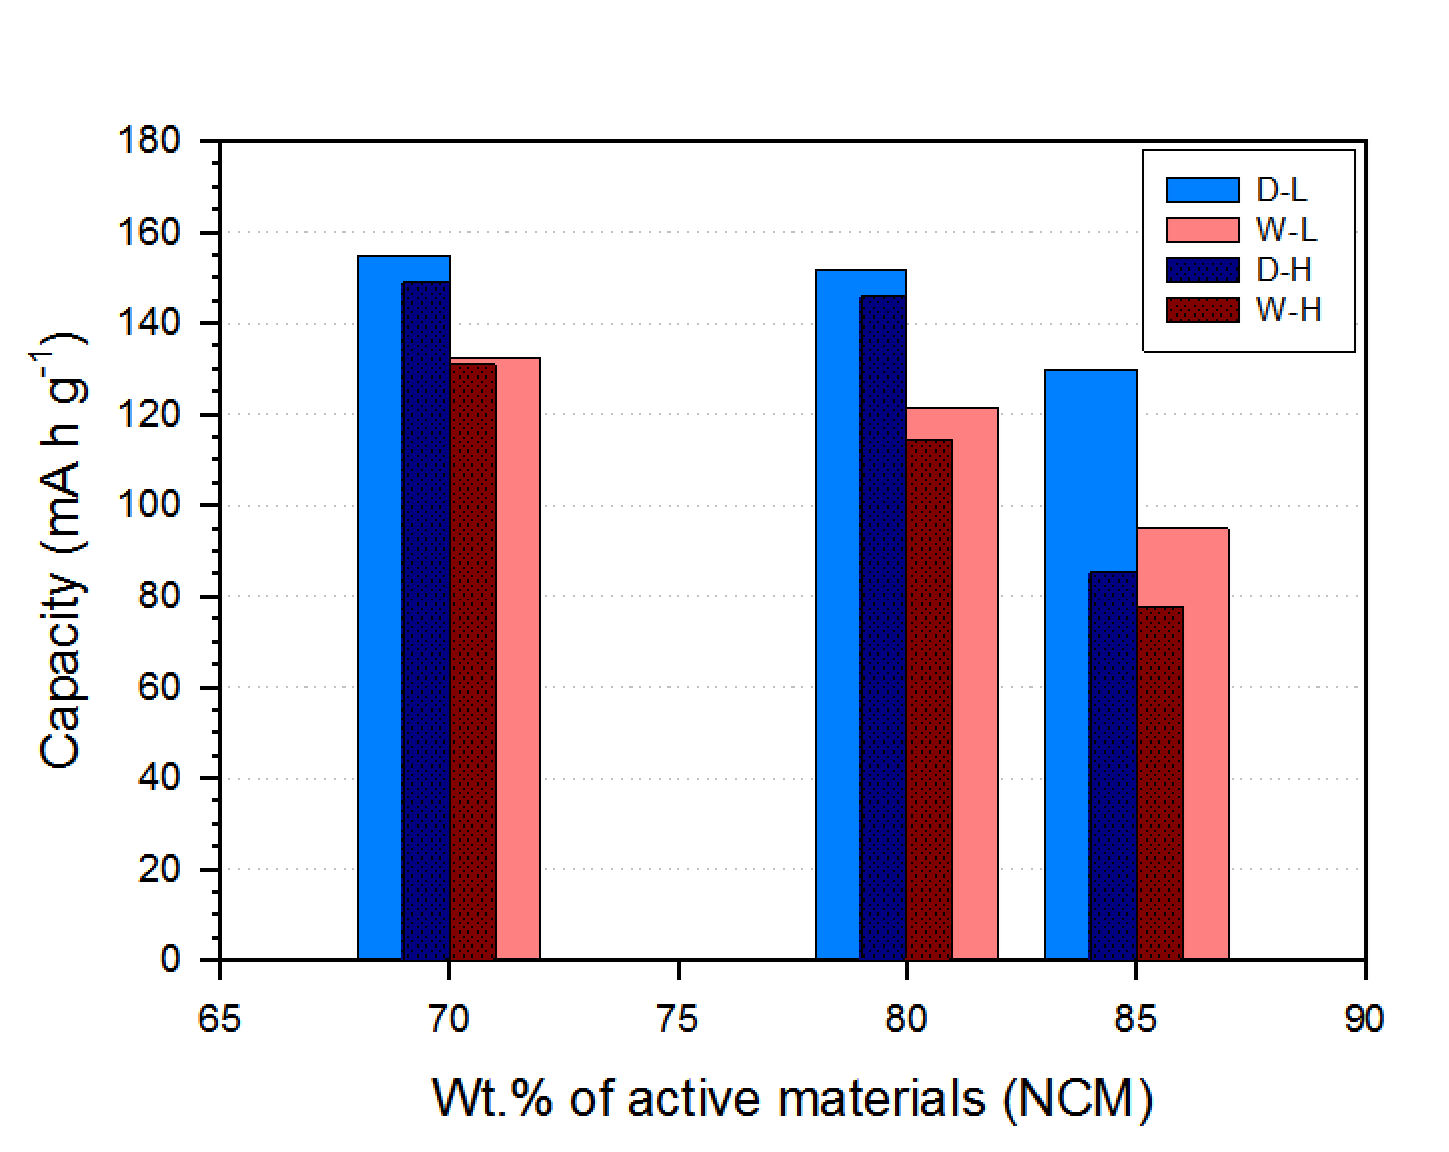 180
160
140
120
100
80
60
40
20
0
Capacity (mA h g⁻¹)
D-L
W-L
D-H
W-H
65 70 75 80 85 90
Wt.% of active materials (NCM)